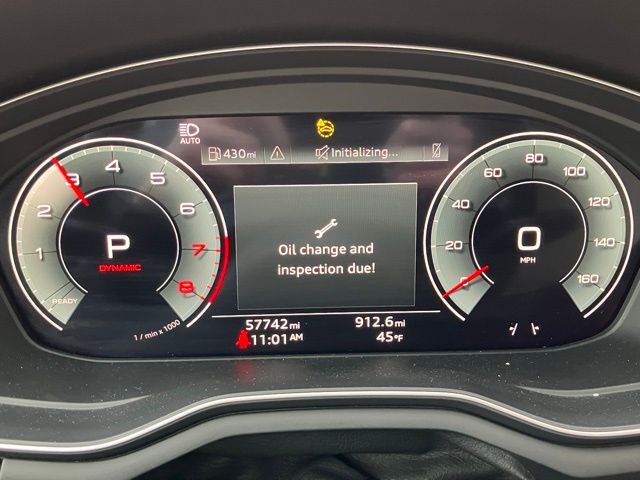 AUTO
430mi
Initializing...
Oil change and
inspection due!
1
2
3
4
5
6
7
8
READY
1 / min x 1000
P
DYNAMIC
0
20
40
60
80
100
120
140
160
0
MPH
57742mi
912.6mi
11:01AM
45°F
-/- -/-